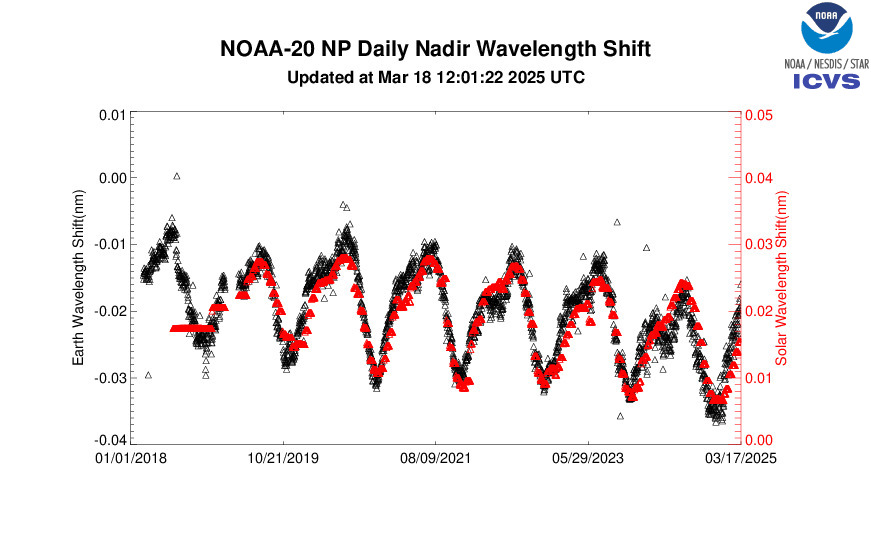 NOAA
NOAA / NESDIS / STAR
ICVS
NOAA-20 NP Daily Nadir Wavelength Shift
Updated at Mar 18 12:01:22 2025 UTC
Earth Wavelength Shift(nm)
0.01
0.00
-0.01
-0.02
-0.03
-0.04
0.05
0.04
0.03
0.02
0.01
0.00
Solar Wavelength Shift(nm)
01/01/2018 10/21/2019 08/09/2021 05/29/2023 03/17/2025